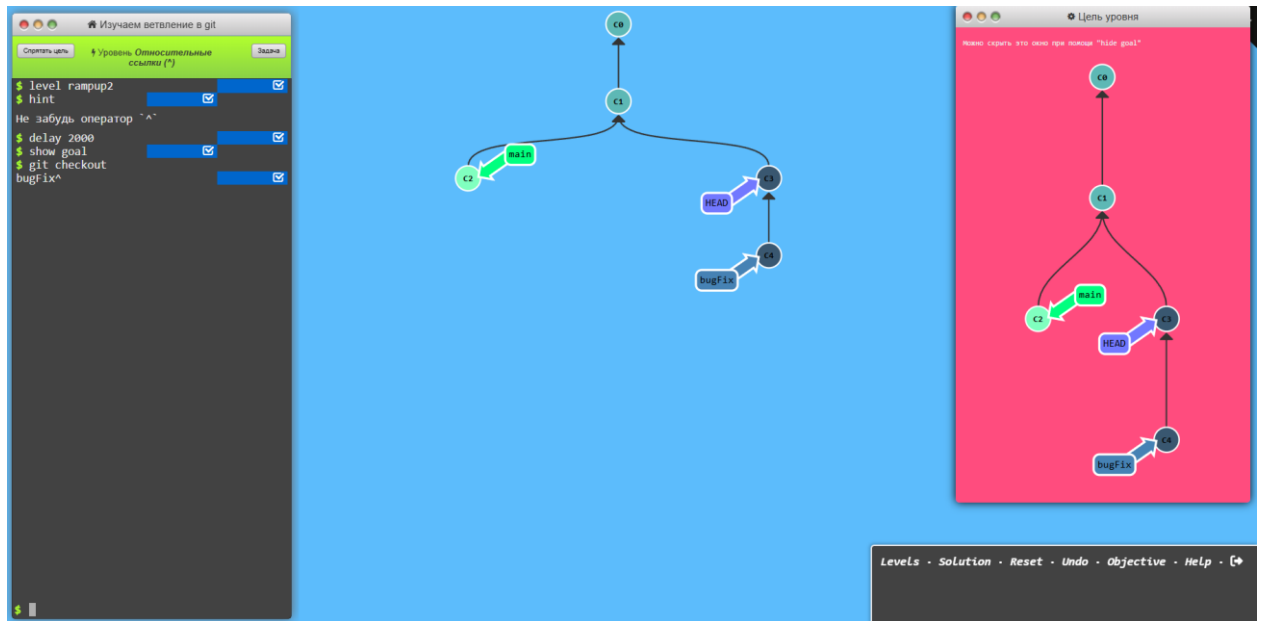 Изучаем ветвление в git
Спрятать цель
Уровень Относительные
ссылки (^)
Задача
$ level rampup2
$ hint
Не забудь оператор `^`
$ delay 2000
$ show goal
$ git checkout
bugFix^
$
C0
C1
main
C2
C3
HEAD
C4
bugFix
Цель уровня
Можно скрыть это окно при помощи "hide goal"
C0
C1
main
C2
C3
HEAD
C4
bugFix
Levels · Solution · Reset · Undo · Objective · Help ·